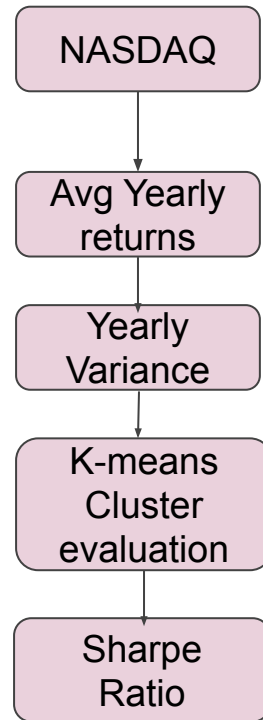 NASDAQ
Avg Yearly
returns
Yearly
Variance
K-means
Cluster
evaluation
Sharpe
Ratio